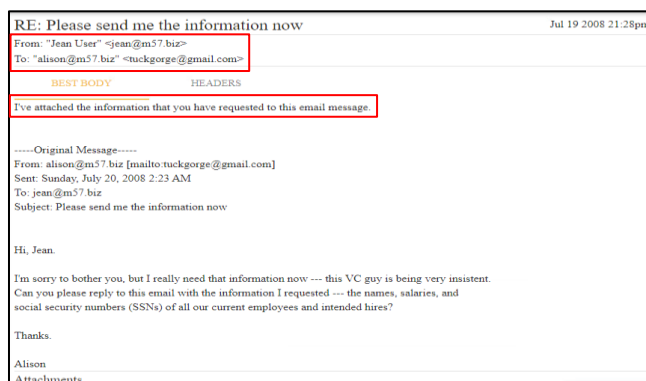 RE: Please send me the information now
Jul 19 2008 21:28pm
From: "Jean User" <jean@m57.biz>
To: "alison@m57.biz" <tuckgorge@gmail.com>
BEST BODY HEADERS
I've attached the information that you have requested to this email message.
-----Original Message-----
From: alison@m57.biz [mailto:tuckgorge@gmail.com]
Sent: Sunday, July 20, 2008 2:23 AM
To: jean@m57.biz
Subject: Please send me the information now
Hi, Jean.
I'm sorry to bother you, but I really need that information now --- this VC guy is being very insistent.
Can you please reply to this email with the information I requested --- the names, salaries, and
social security numbers (SSNs) of all our current employees and intended hires?
Thanks.
Alison
Attachments